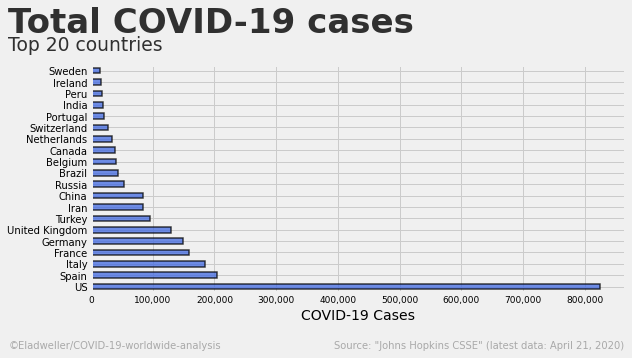 Total COVID-19 cases
Top 20 countries
Sweden
Ireland
Peru
India
Portugal
Switzerland
Netherlands
Canada
Belgium
Brazil
Russia
China
Iran
Turkey
United Kingdom
Germany
France
Italy
Spain
US
0 100,000 200,000 300,000 400,000 500,000 600,000 700,000 800,000
COVID-19 Cases
©Eladweller/COVID-19-worldwide-analysis Source: "Johns Hopkins CSSE" (latest data: April 21, 2020)